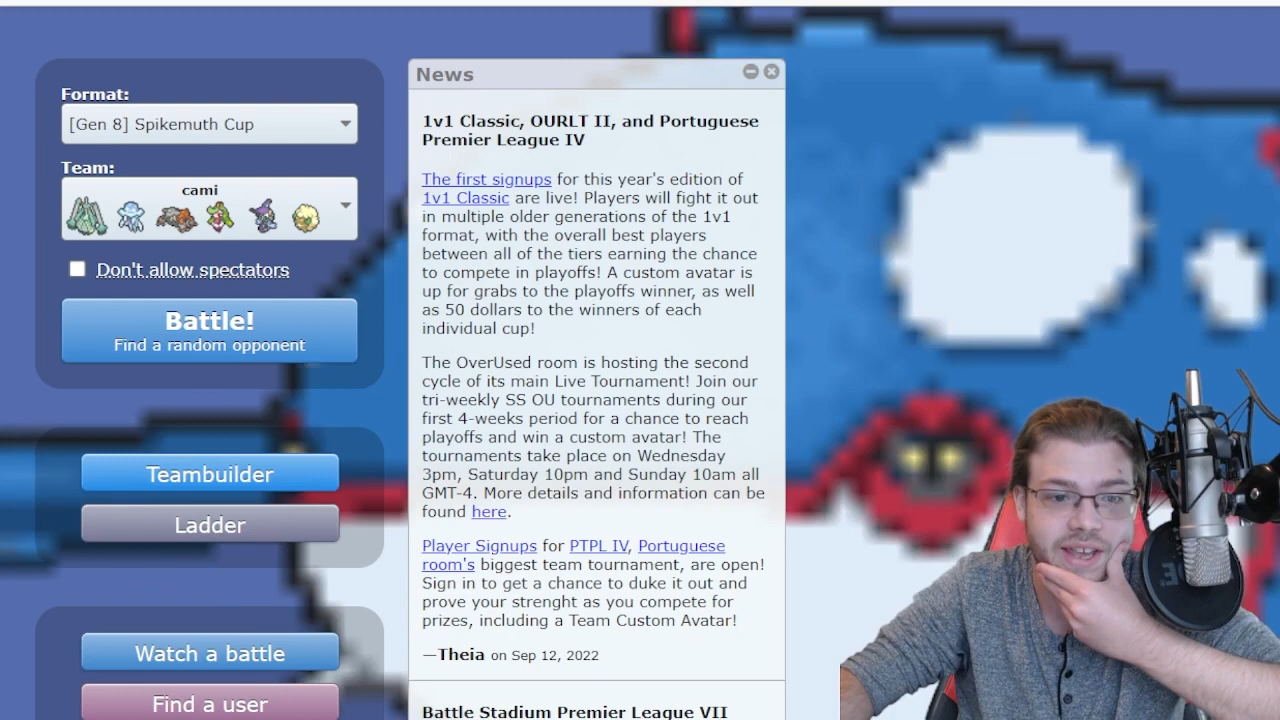 Format:
[Gen 8] Spikemuth Cup
Team:
cami
Don't allow spectators
Battle!
Find a random opponent
Teambuilder
Ladder
Watch a battle
Find a user
News
1v1 Classic, OURLT II, and Portuguese
Premier League IV
The first signups for this year's edition of
1v1 Classic are live! Players will fight it out
in multiple older generations of the 1v1
format, with the overall best players
between all of the tiers earning the chance
to compete in playoffs! A custom avatar is
up for grabs to the playoffs winner, as well
as 50 dollars to the winners of each
individual cup!
The OverUsed room is hosting the second
cycle of its main Live Tournament! Join our
tri-weekly SS OU tournaments during our
first 4-weeks period for a chance to reach
playoffs and win a custom avatar! The
tournaments take place on Wednesday
3pm, Saturday 10pm and Sunday 10am all
GMT-4. More details and information can be
found here.
Player Signups for PTPL IV, Portuguese
room's biggest team tournament, are open!
Sign in to get a chance to duke it out and
prove your strenght as you compete for
prizes, including a Team Custom Avatar!
—Theia on Sep 12, 2022
Battle Stadium Premier League VII